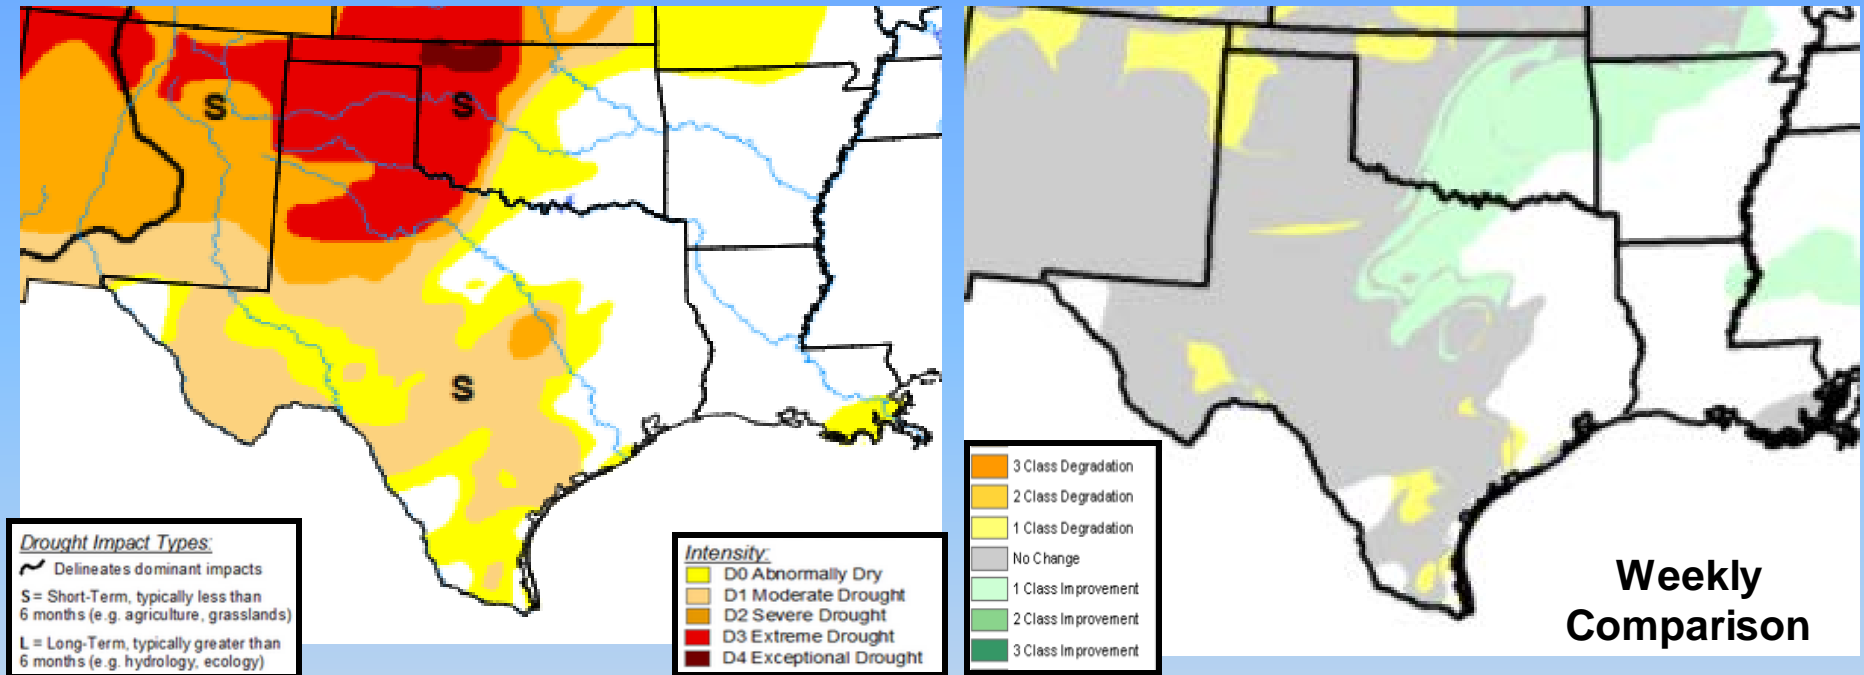 S
S
S
Drought Impact Types:
Delineates dominant impacts
S = Short-Term, typically less than
6 months (e.g. agriculture, grasslands)
L = Long-Term, typically greater than
6 months (e.g. hydrology, ecology)
Intensity:
D0 Abnormally Dry
D1 Moderate Drought
D2 Severe Drought
D3 Extreme Drought
D4 Exceptional Drought
3 Class Degradation
2 Class Degradation
1 Class Degradation
No Change
1 Class Improvement
2 Class Improvement
3 Class Improvement
Weekly
Comparison